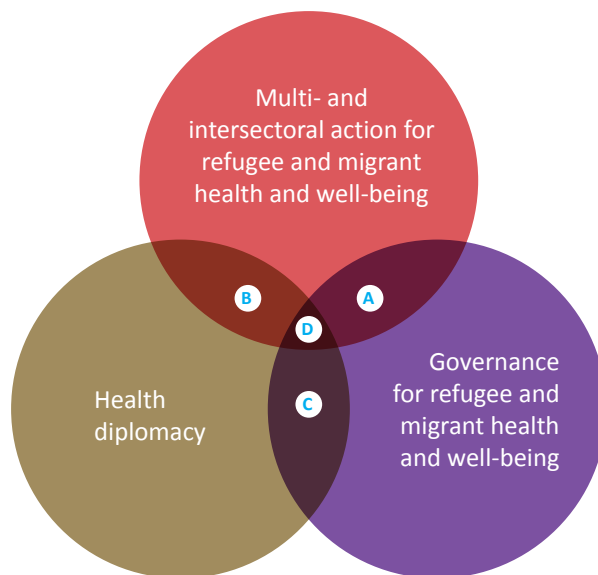 Multi- and
intersectoral action for
refugee and migrant
health and well-being
B
A
D
C
Health
diplomacy
Governance
for refugee and
migrant health
and well-being